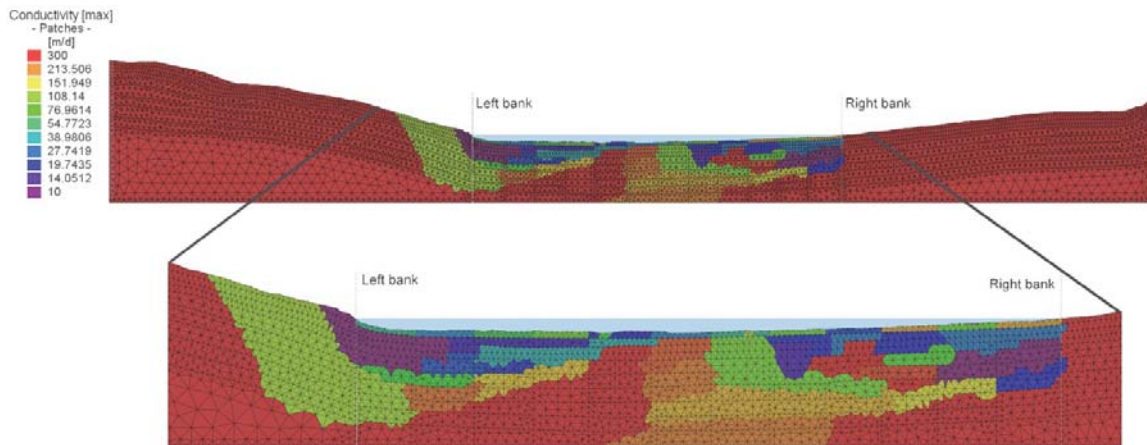 Conductivity [max]
- Patches -
[m/d]
300
213.506
151.949
108.14
76.9614
54.7723
38.9806
27.7419
19.7435
14.0512
10
Left bank
Right bank
Left bank
Right bank